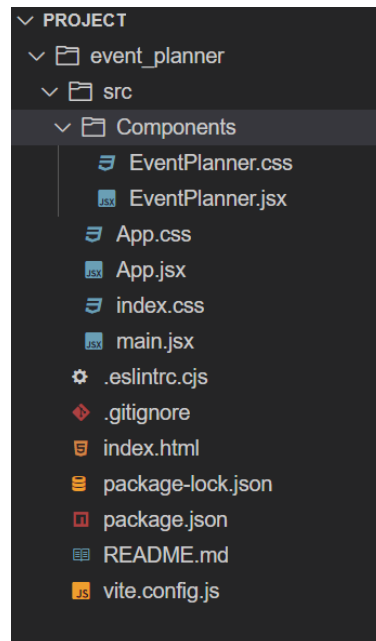 PROJECT
event_planner
src
Components
EventPlanner.css
JSX EventPlanner.jsx
App.css
JSX App.jsx
index.css
JSX main.jsx
.eslintrc.cjs
.gitignore
index.html
package-lock.json
package.json
README.md
JS vite.config.js